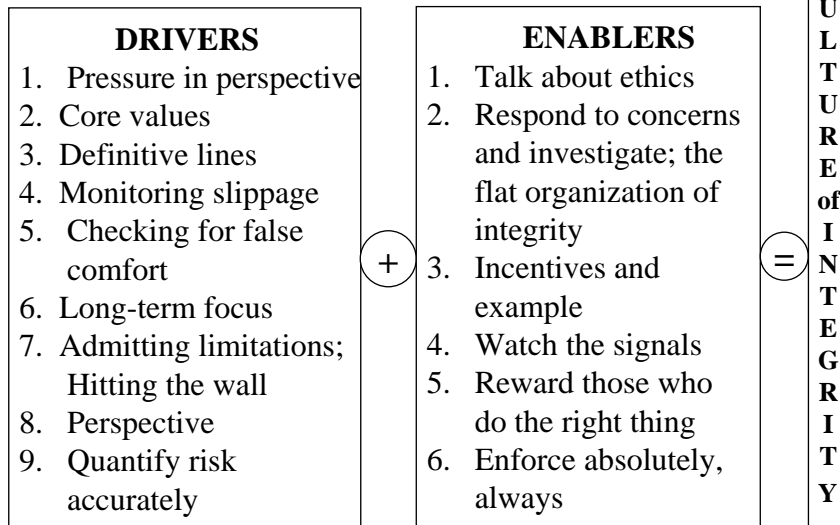 DRIVERS
1. Pressure in perspective
2. Core values
3. Definitive lines
4. Monitoring slippage
5. Checking for false
comfort
6. Long-term focus
7. Admitting limitations;
Hitting the wall
8. Perspective
9. Quantify risk
accurately
+
ENABLERS
1. Talk about ethics
2. Respond to concerns
and investigate; the
flat organization of
integrity
3. Incentives and
example
4. Watch the signals
5. Reward those who
do the right thing
6. Enforce absolutely,
always
=
U
L
T
U
R
E
of
I
N
T
E
G
R
I
T
Y